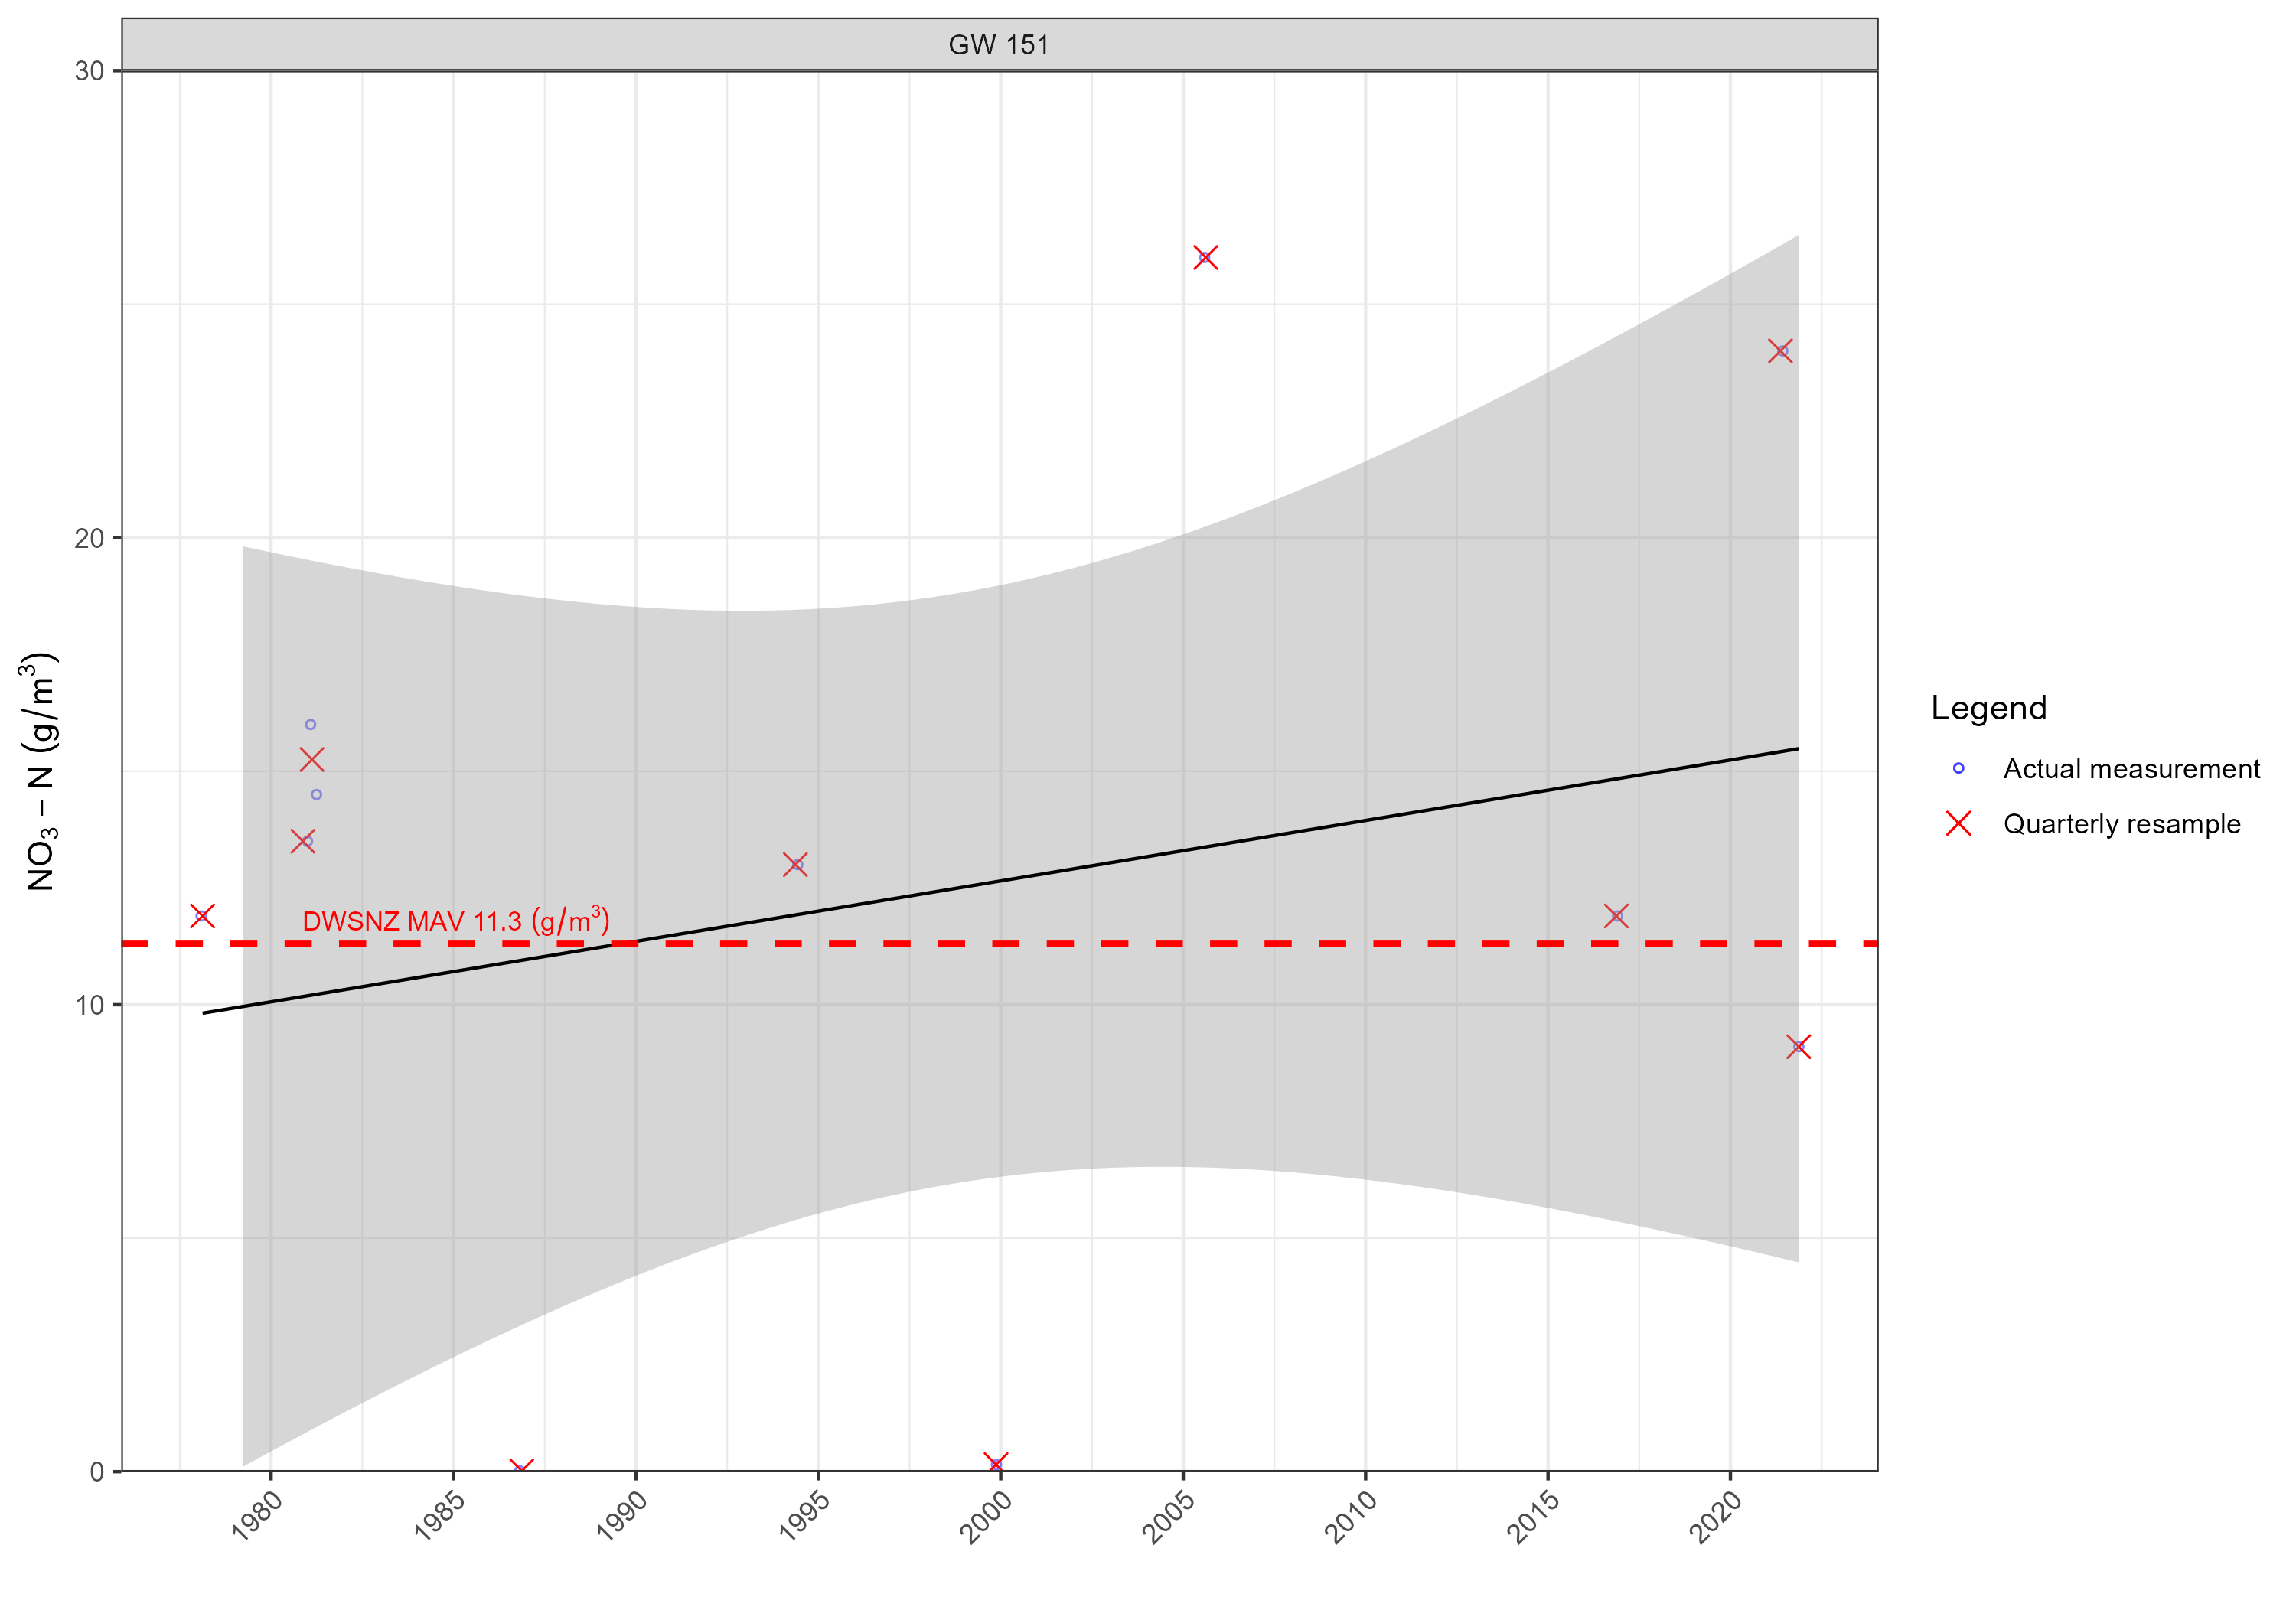 GW 151
30
20
10
0
NO₃ – N (g/m³)
DWSNZ MAV 11.3 (g/m³)
1980
1985
1990
1995
2000
2005
2010
2015
2020
Legend
Actual measurement
Quarterly resample